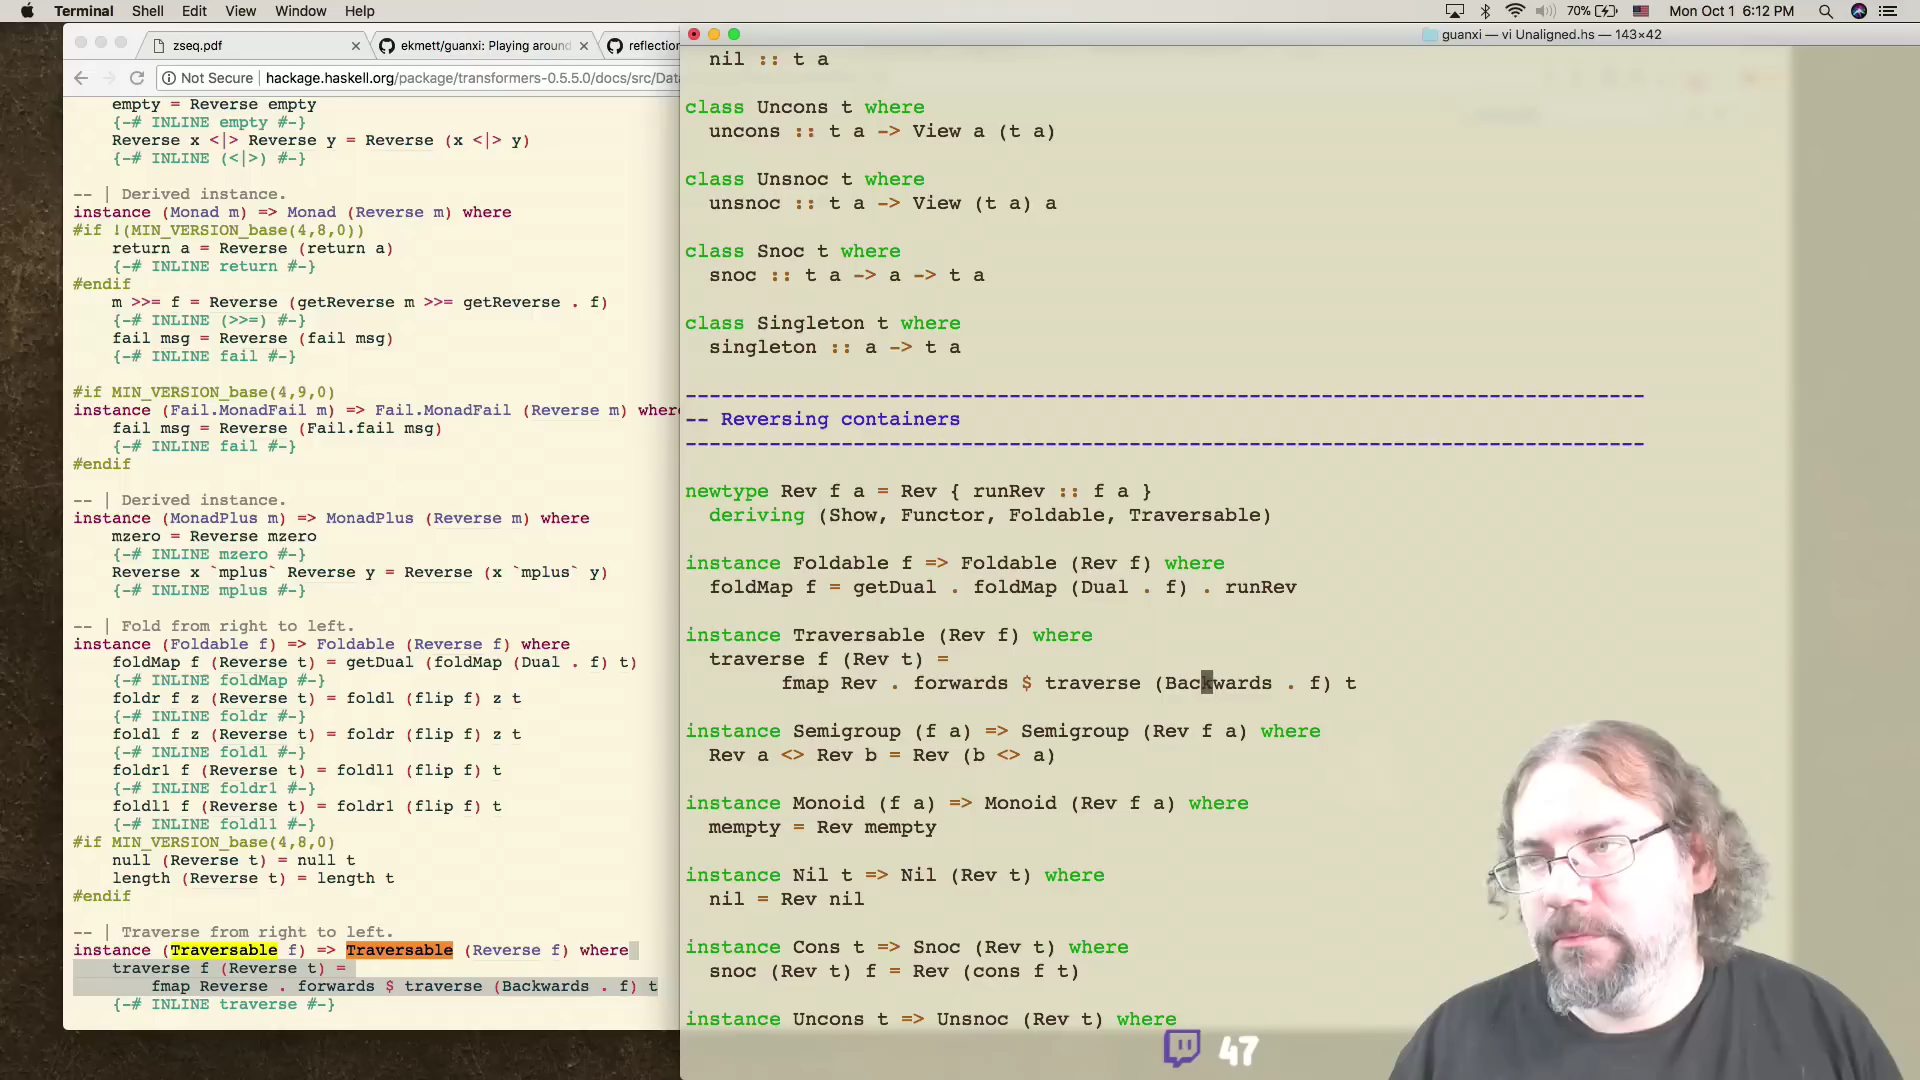 Terminal Shell Edit View Window Help 70% Mon Oct 1 6:12 PM
zseq.pdf ekmett/guanxi: Playing around reflection
Not Secure hackage.haskell.org/package/transformers-0.5.5.0/docs/src/Dat
empty = Reverse empty
{-# INLINE empty #-}
Reverse x <|> Reverse y = Reverse (x <|> y)
{-# INLINE (<|>) #-}
-- | Derived instance.
instance (Monad m) => Monad (Reverse m) where
#if !(MIN_VERSION_base(4,8,0))
return a = Reverse (return a)
{-# INLINE return #-}
#endif
m >>= f = Reverse (getReverse m >>= getReverse . f)
{-# INLINE (>>=) #-}
fail msg = Reverse (fail msg)
{-# INLINE fail #-}
#if MIN_VERSION_base(4,9,0)
instance (Fail.MonadFail m) => Fail.MonadFail (Reverse m) where
fail msg = Reverse (Fail.fail msg)
{-# INLINE fail #-}
#endif
-- | Derived instance.
instance (MonadPlus m) => MonadPlus (Reverse m) where
mzero = Reverse mzero
{-# INLINE mzero #-}
Reverse x `mplus` Reverse y = Reverse (x `mplus` y)
{-# INLINE mplus #-}
-- | Fold from right to left.
instance (Foldable f) => Foldable (Reverse f) where
foldMap f (Reverse t) = getDual (foldMap (Dual . f) t)
{-# INLINE foldMap #-}
foldr f z (Reverse t) = foldl (flip f) z t
{-# INLINE foldr #-}
foldl f z (Reverse t) = foldr (flip f) z t
{-# INLINE foldl #-}
foldr1 f (Reverse t) = foldl1 (flip f) t
{-# INLINE foldr1 #-}
foldl1 f (Reverse t) = foldr1 (flip f) t
{-# INLINE foldl1 #-}
#if MIN_VERSION_base(4,8,0)
null (Reverse t) = null t
length (Reverse t) = length t
#endif
-- | Traverse from right to left.
instance (Traversable f) => Traversable (Reverse f) where
traverse f (Reverse t) =
fmap Reverse . forwards $ traverse (Backwards . f) t
{-# INLINE traverse #-}
guanxi — vi Unaligned.hs — 143×42
nil :: t a
class Uncons t where
uncons :: t a -> View a (t a)
class Unsnoc t where
unsnoc :: t a -> View (t a) a
class Snoc t where
snoc :: t a -> a -> t a
class Singleton t where
singleton :: a -> t a
--------------------------------------------------------------------------------
-- Reversing containers
--------------------------------------------------------------------------------
newtype Rev f a = Rev { runRev :: f a }
deriving (Show, Functor, Foldable, Traversable)
instance Foldable f => Foldable (Rev f) where
foldMap f = getDual . foldMap (Dual . f) . runRev
instance Traversable (Rev f) where
traverse f (Rev t) =
fmap Rev . forwards $ traverse (Backwards . f) t
instance Semigroup (f a) => Semigroup (Rev f a) where
Rev a <> Rev b = Rev (b <> a)
instance Monoid (f a) => Monoid (Rev f a) where
mempty = Rev mempty
instance Nil t => Nil (Rev t) where
nil = Rev nil
instance Cons t => Snoc (Rev t) where
snoc (Rev t) f = Rev (cons f t)
instance Uncons t => Unsnoc (Rev t) where
47